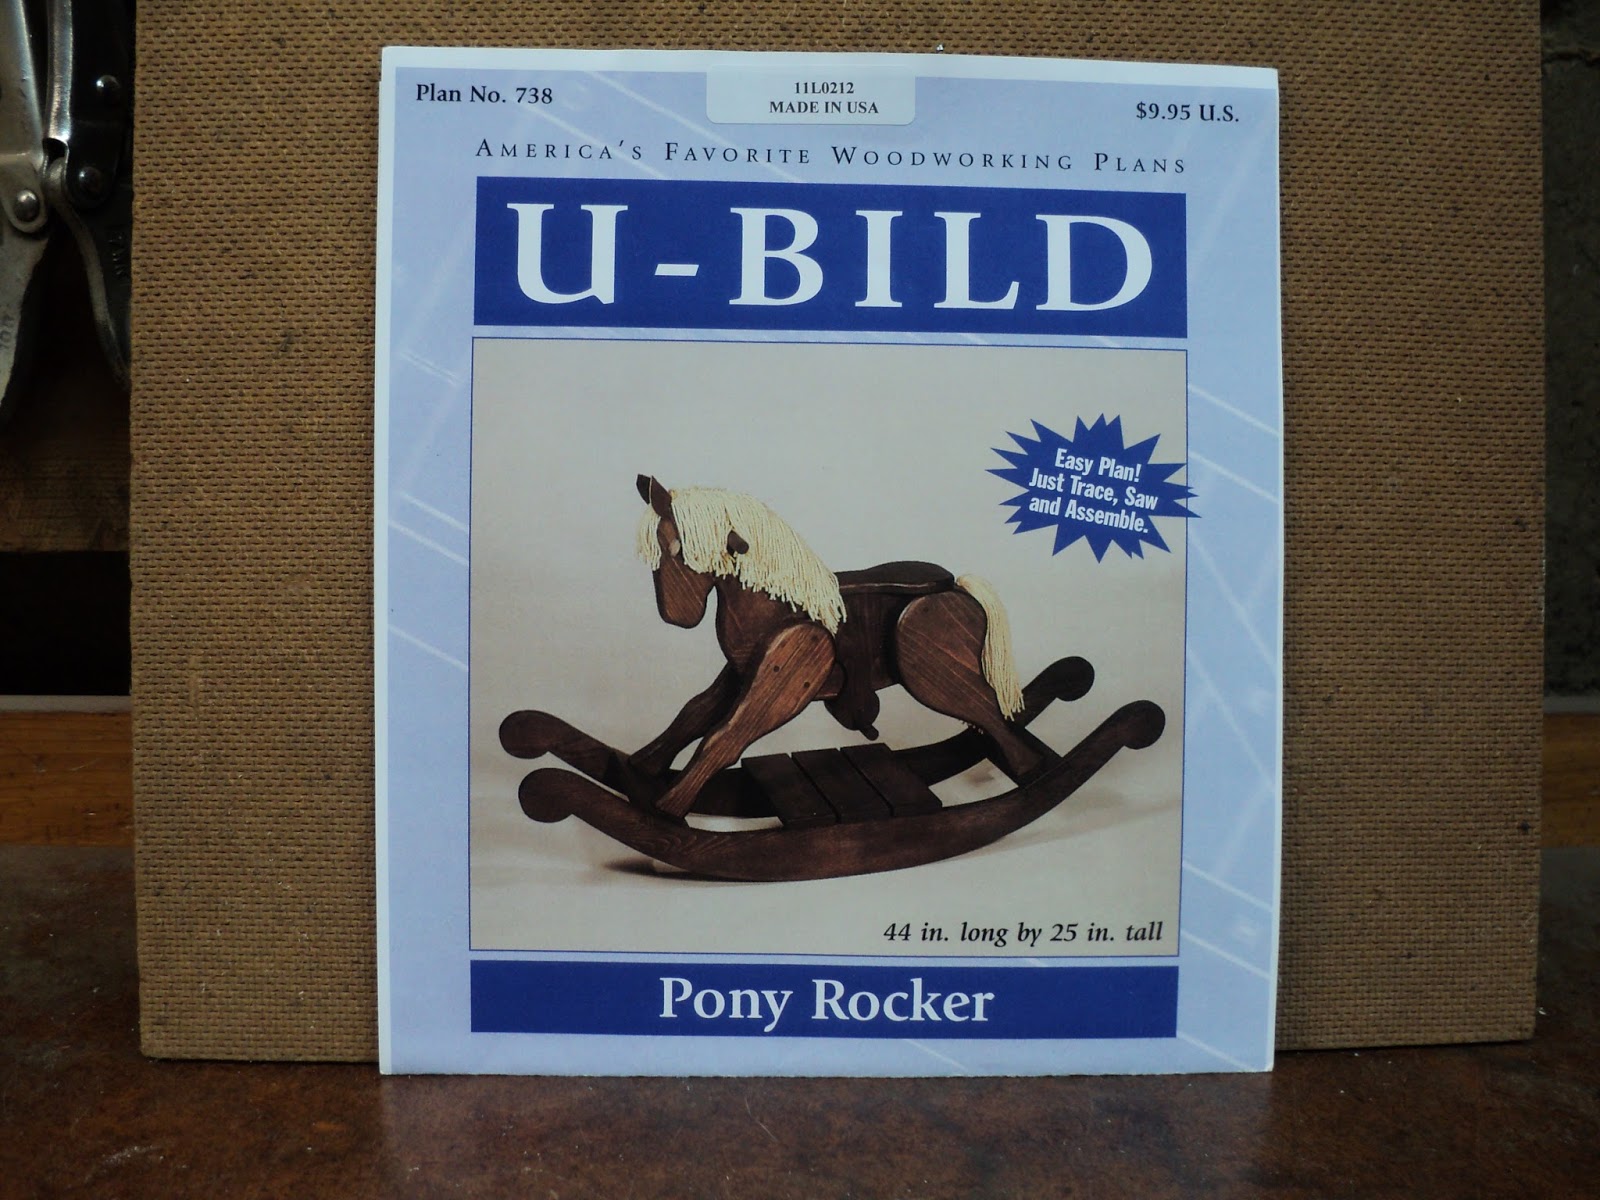 Plan No. 738
11L0212
MADE IN USA
$9.95 U.S.
AMERICA'S FAVORITE WOODWORKING PLANS
U-BILD
Easy Plan!
Just Trace, Saw
and Assemble.
44 in. long by 25 in. tall
Pony Rocker